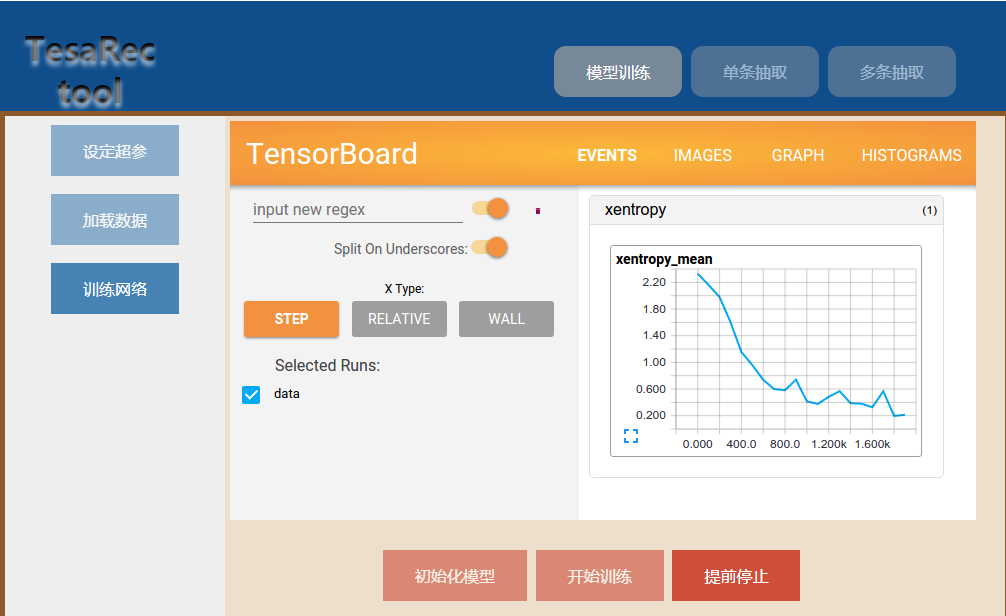 TesaRec
tool
模型训练
单条抽取
多条抽取
设定超参
加载数据
训练网络
TensorBoard
EVENTS
IMAGES
GRAPH
HISTOGRAMS
input new regex
Split On Underscores:
X Type:
STEP
RELATIVE
WALL
Selected Runs:
data
xentropy
(1)
xentropy_mean
2.20
1.80
1.40
1.00
0.600
0.200
0.000 400.0 800.0 1.200k 1.600k
初始化模型
开始训练
提前停止